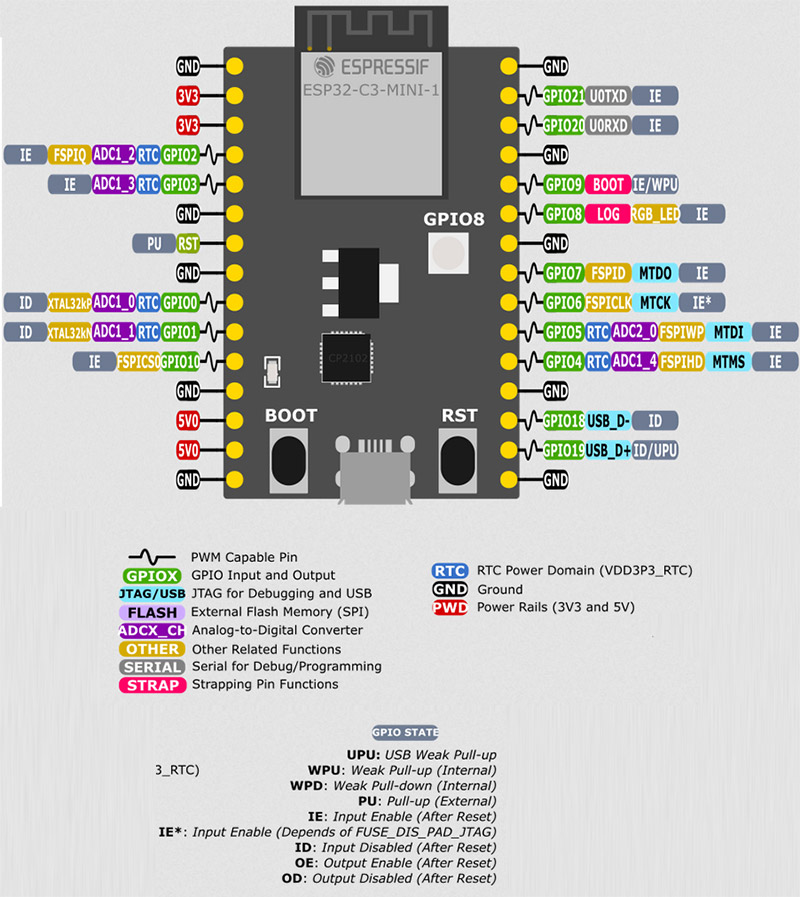 ESPRESSIF
ESP32-C3-MINI-1
GND GND
3V3 GPIO21 U0TXD IE
3V3 GPIO20 U0RXD IE
IE FSPIQ ADC1_2 RTC GPIO2 GND
IE ADC1_3 RTC GPIO3 GPIO9 BOOT IE/WPU
GND GPIO8 LOG RGB_LED IE
GPIO8
PU RST GND
GND GPIO7 FSPID MTDO IE
ID XTAL32kP ADC1_0 RTC GPIO0 GPIO6 FSPICLK MTCK IE*
ID XTAL32kN ADC1_1 RTC GPIO1 GPIO5 RTC ADC2_0 FSPIWP MTDI IE
CP2102
IE FSPICS0 GPIO10 GPIO4 RTC ADC1_4 FSPIHD MTMS IE
GND GND
BOOT RST
5V0 GPIO18 USB_D- ID
5V0 GPIO19 USB_D+ ID/UPU
GND GND
PWM Capable Pin
GPIOX GPIO Input and Output
JTAG/USB JTAG for Debugging and USB
FLASH External Flash Memory (SPI)
ADCX_CH Analog-to-Digital Converter
OTHER Other Related Functions
SERIAL Serial for Debug/Programming
STRAP Strapping Pin Functions
RTC RTC Power Domain (VDD3P3_RTC)
GND Ground
PWD Power Rails (3V3 and 5V)
GPIO STATE
UPU: USB Weak Pull-up
3_RTC) WPU: Weak Pull-up (Internal)
WPD: Weak Pull-down (Internal)
PU: Pull-up (External)
IE: Input Enable (After Reset)
IE*: Input Enable (Depends of FUSE_DIS_PAD_JTAG)
ID: Input Disabled (After Reset)
OE: Output Enable (After Reset)
OD: Output Disabled (After Reset)